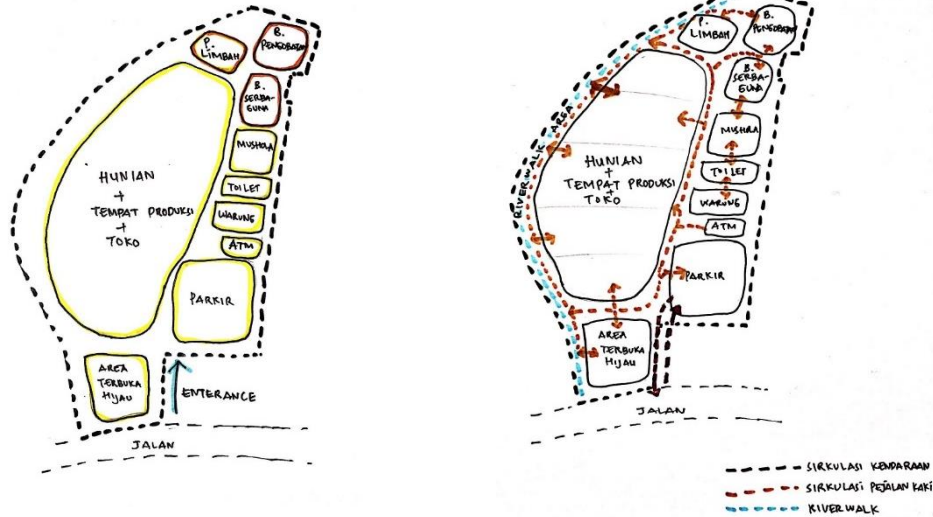 P.
LIMBAH
B.
PENGOBATAN
B.
SERBA-
GUNA
MUSHOLA
TOILET
WARUNG
ATM
HUNIAN
+
TEMPAT PRODUKSI
+
TOKO
PARKIR
AREA
TERBUKA
HIJAU
ENTERANCE
JALAN
P.
LIMBAH
B.
PENGOBATAN
B.
SERBA-
GUNA
MUSHOLA
TOILET
WARUNG
ATM
RIVERWALK AREA
HUNIAN
+
TEMPAT PRODUKSI
+
TOKO
PARKIR
AREA
TERBUKA
HIJAU
JALAN
SIRKULASI KENDARAAN
SIRKULASI PEJALAN KAKI
RIVERWALK